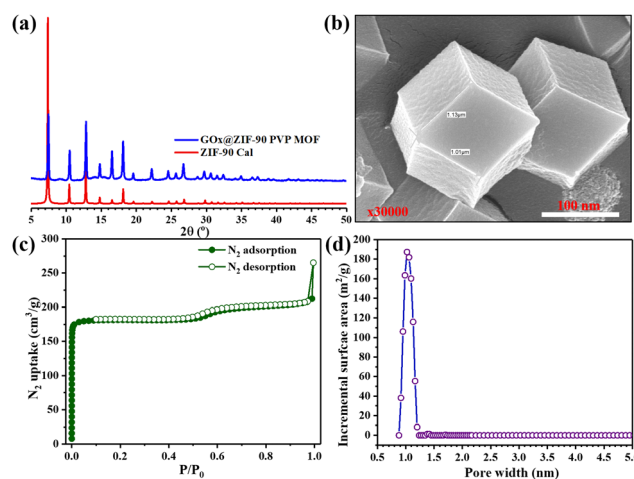 (a)
GOx@ZIF-90 PVP MOF
ZIF-90 Cal
5 10 15 20 25 30 35 40 45 50
2θ (°)
(b)
1.13µm
1.01µm
x30000
100 nm
(c)
N2 adsorption
N2 desorption
N2 uptake (cm3/g)
300
250
200
150
100
50
0
0.0 0.2 0.4 0.6 0.8 1.0
P/P0
(d)
Incremental surfcae area (m2/g)
200
180
160
140
120
100
80
60
40
20
0
0.5 1.0 1.5 2.0 2.5 3.0 3.5 4.0 4.5 5.0
Pore width (nm)